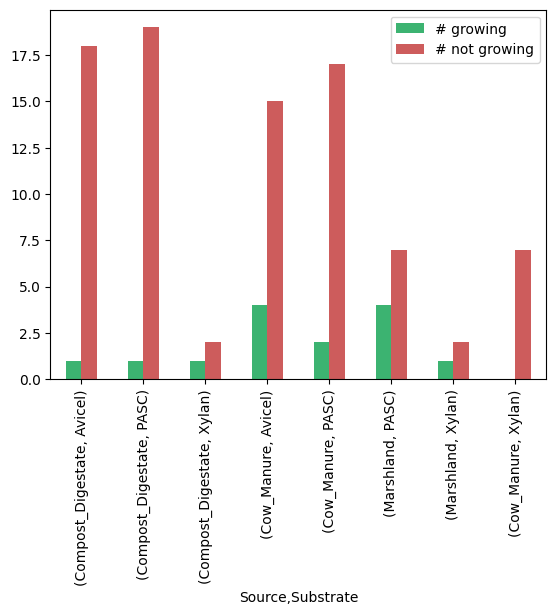 # growing
# not growing
17.5
15.0
12.5
10.0
7.5
5.0
2.5
0.0
(Compost_Digestate, Avicel)
(Compost_Digestate, PASC)
(Compost_Digestate, Xylan)
(Cow_Manure, Avicel)
(Cow_Manure, PASC)
(Marshland, PASC)
(Marshland, Xylan)
(Cow_Manure, Xylan)
Source,Substrate